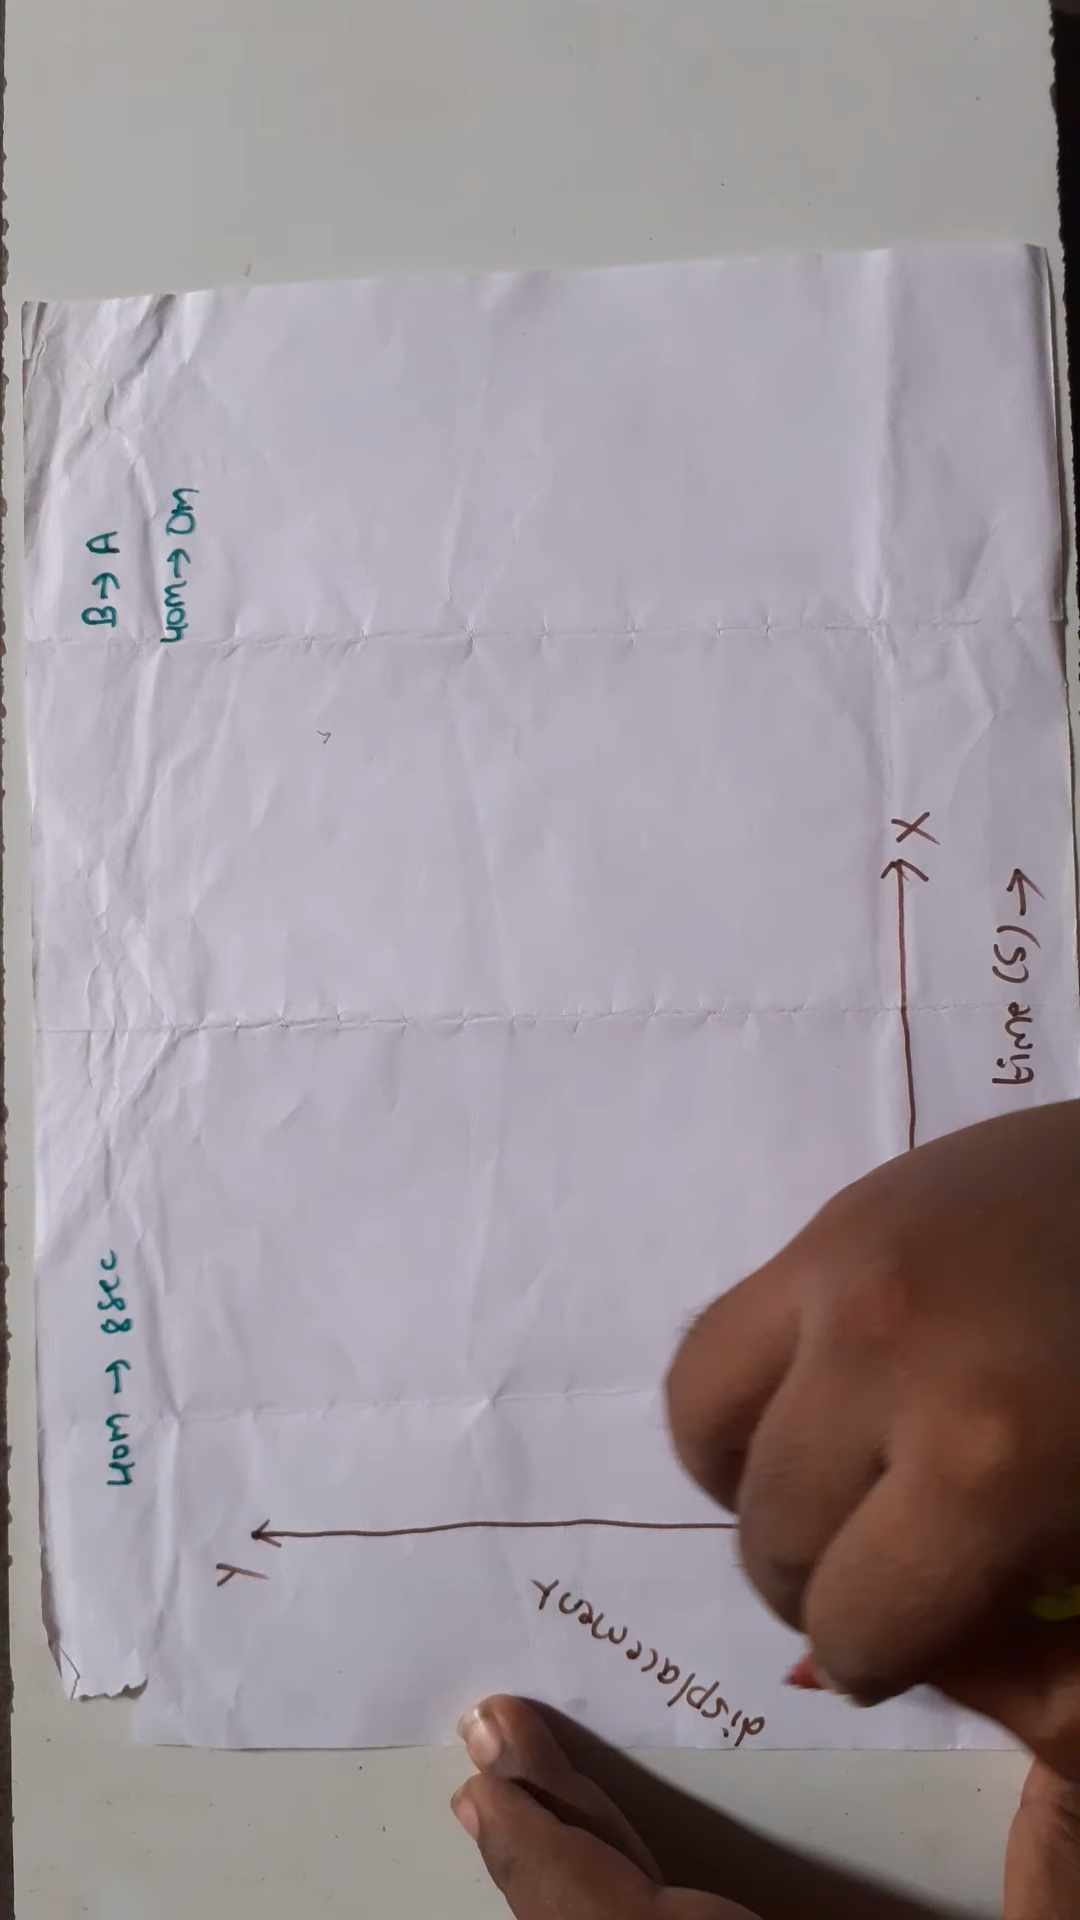 40m → 8sec
B → A
40m → 0m
Y
displacement
X
time (s) →